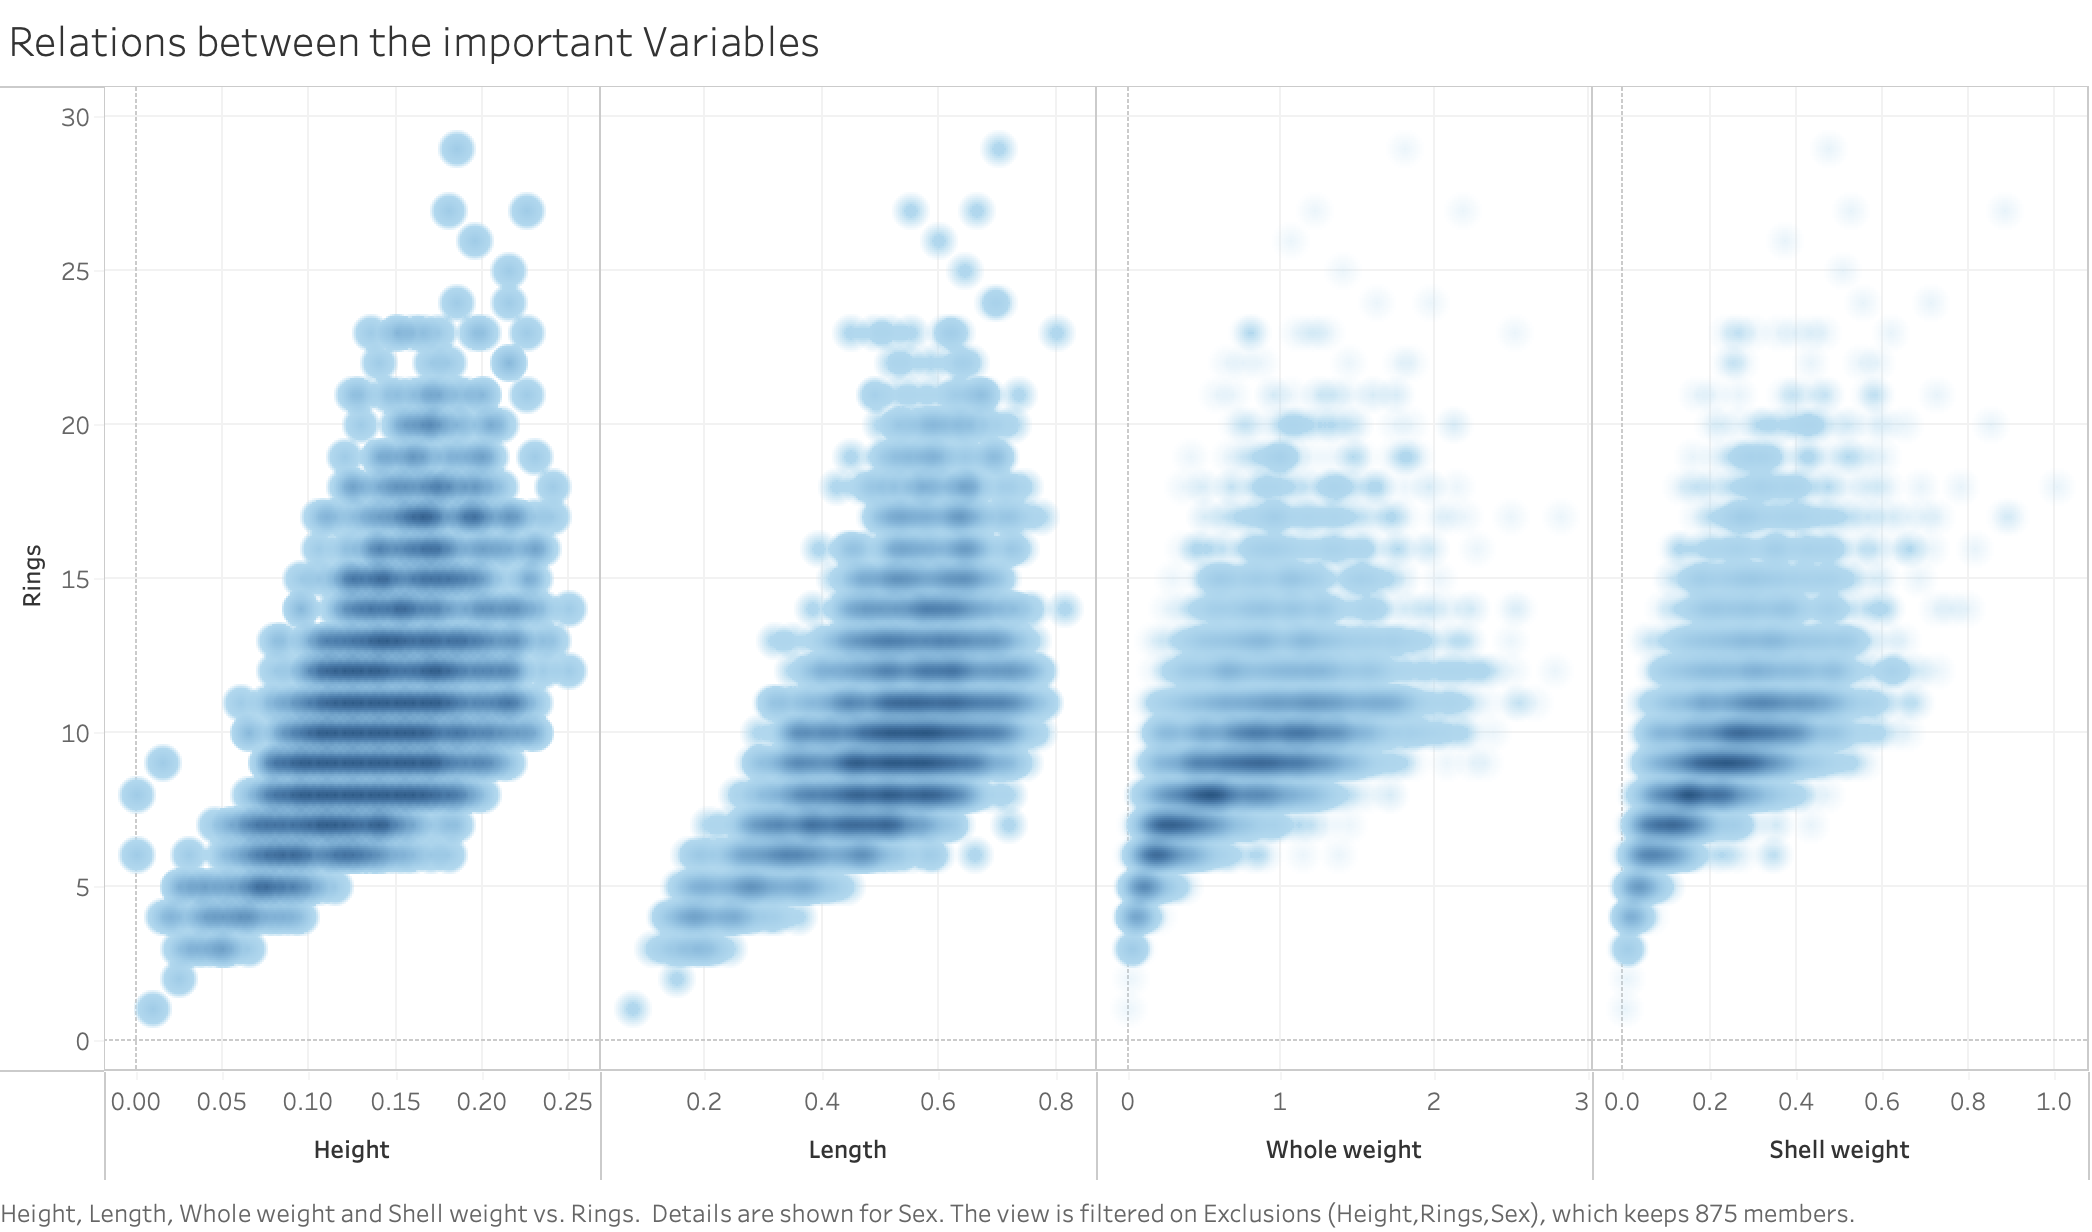 Relations between the important Variables
30
25
20
15
10
5
0
Rings
0.00 0.05 0.10 0.15 0.20 0.25 0.2 0.4 0.6 0.8 0 1 2 3 0.0 0.2 0.4 0.6 0.8 1.0
Height Length Whole weight Shell weight
Height, Length, Whole weight and Shell weight vs. Rings.  Details are shown for Sex. The view is filtered on Exclusions (Height,Rings,Sex), which keeps 875 members.